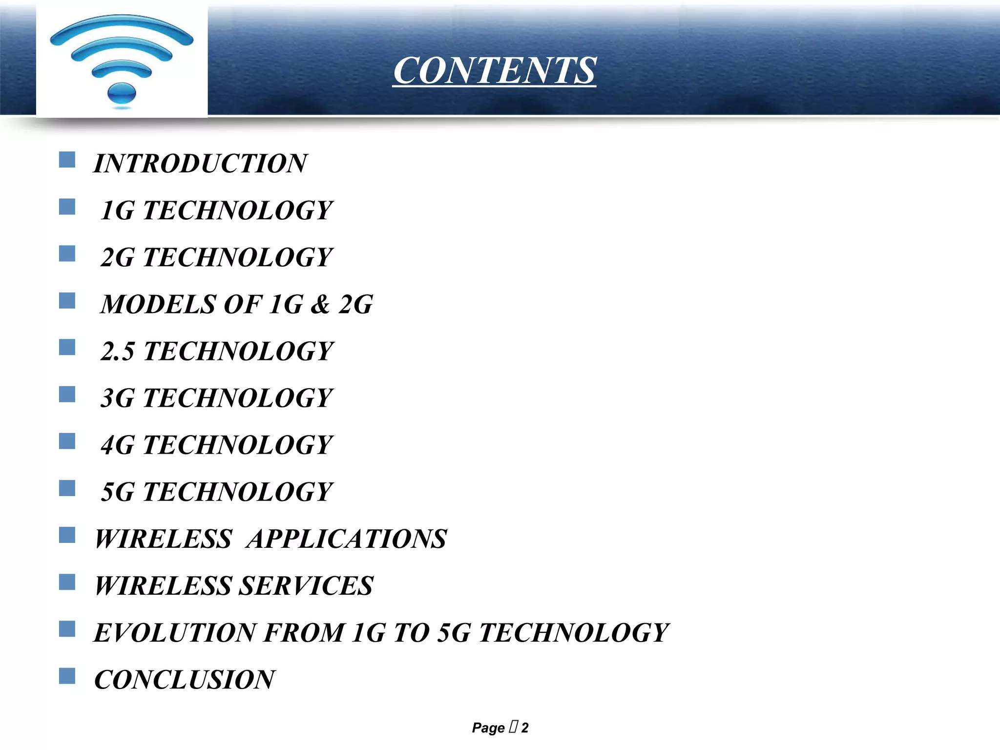 CONTENTS
INTRODUCTION
1G TECHNOLOGY
2G TECHNOLOGY
MODELS OF 1G & 2G
2.5 TECHNOLOGY
3G TECHNOLOGY
4G TECHNOLOGY
5G TECHNOLOGY
WIRELESS APPLICATIONS
WIRELESS SERVICES
EVOLUTION FROM 1G TO 5G TECHNOLOGY
CONCLUSION
Page 2